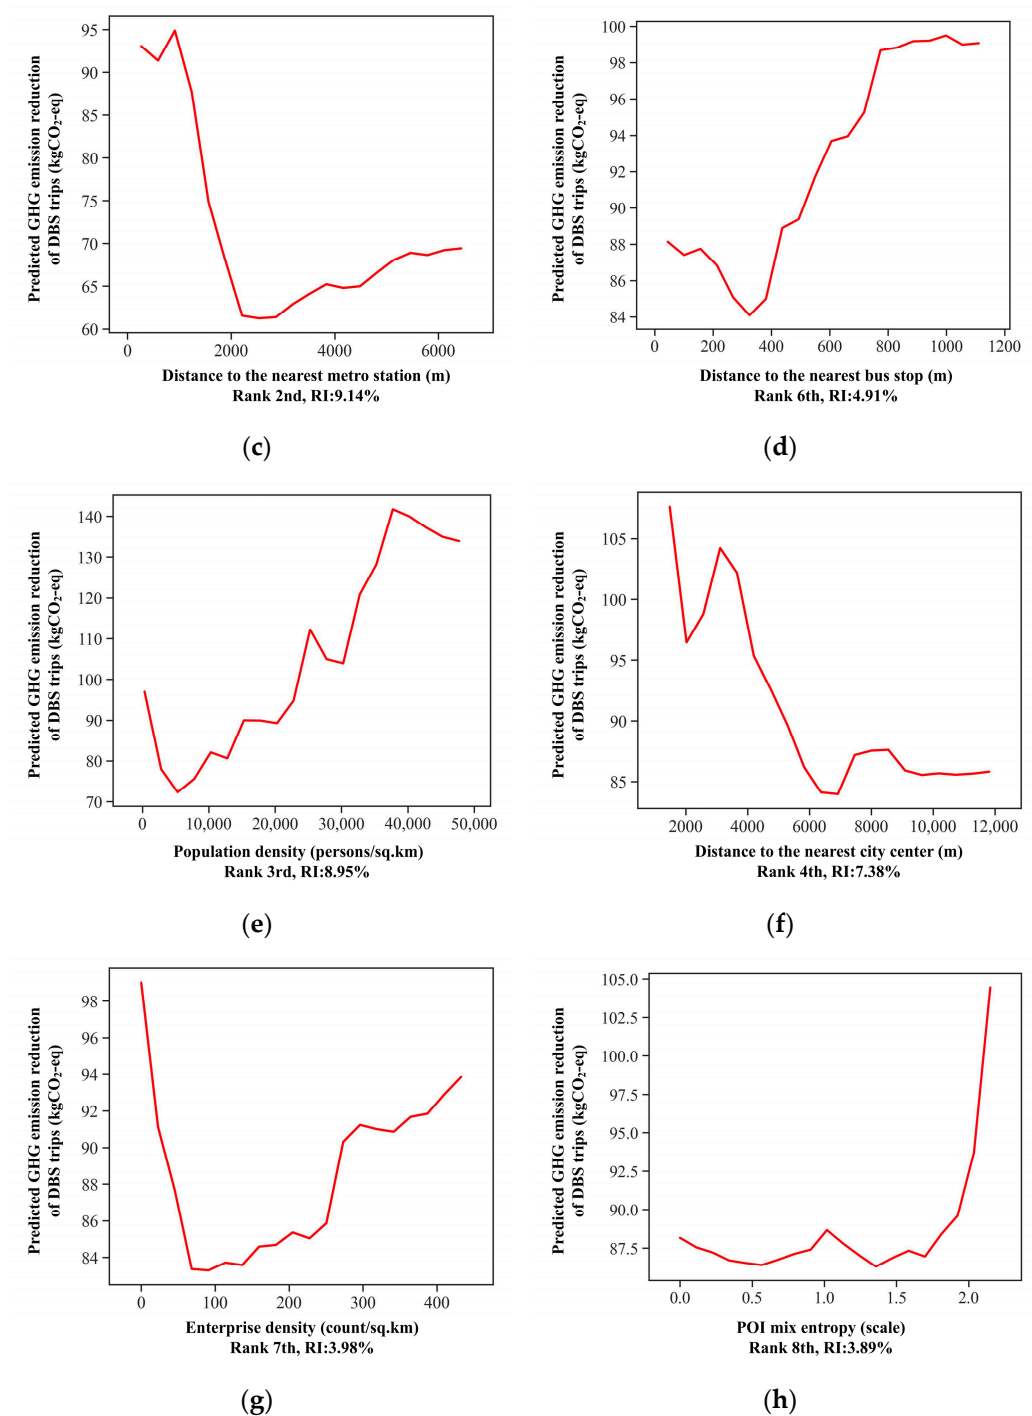 Predicted GHG emission reduction
of DBS trips (kgCO₂-eq)
95
90
85
80
75
70
65
60
0
2000
4000
6000
Distance to the nearest metro station (m)
Rank 2nd, RI:9.14%
(c)
Predicted GHG emission reduction
of DBS trips (kgCO₂-eq)
100
98
96
94
92
90
88
86
84
0
200
400
600
800
1000
1200
Distance to the nearest bus stop (m)
Rank 6th, RI:4.91%
(d)
Predicted GHG emission reduction
of DBS trips (kgCO₂-eq)
140
130
120
110
100
90
80
70
0
10,000
20,000
30,000
40,000
50,000
Population density (persons/sq.km)
Rank 3rd, RI:8.95%
(e)
Predicted GHG emission reduction
of DBS trips (kgCO₂-eq)
105
100
95
90
85
2000
4000
6000
8000
10,000
12,000
Distance to the nearest city center (m)
Rank 4th, RI:7.38%
(f)
Predicted GHG emission reduction
of DBS trips (kgCO₂-eq)
98
96
94
92
90
88
86
84
0
100
200
300
400
Enterprise density (count/sq.km)
Rank 7th, RI:3.98%
(g)
Predicted GHG emission reduction
of DBS trips (kgCO₂-eq)
105.0
102.5
100.0
97.5
95.0
92.5
90.0
87.5
0.0
0.5
1.0
1.5
2.0
POI mix entropy (scale)
Rank 8th, RI:3.89%
(h)